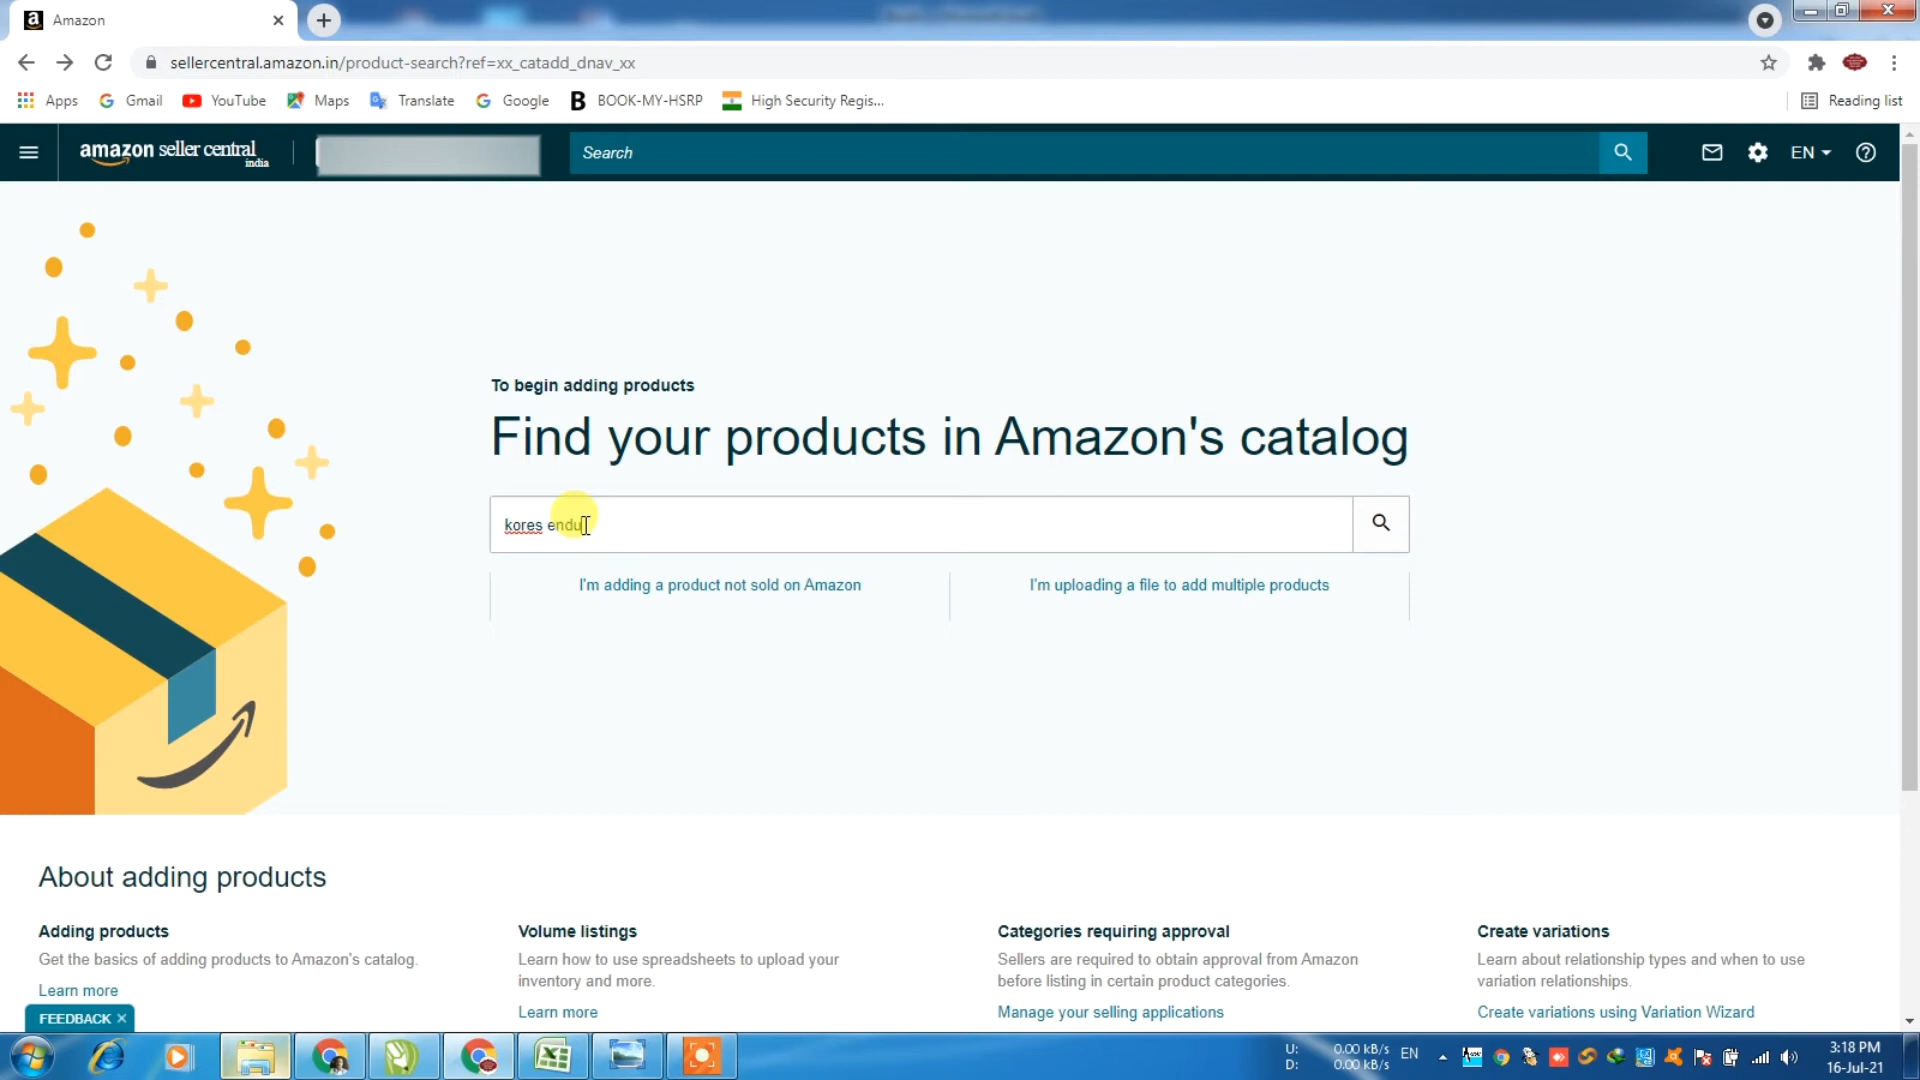 Amazon
sellercentral.amazon.in/product-search?ref=xx_catadd_dnav_xx
Apps Gmail YouTube Maps Translate Google BOOK-MY-HSRP High Security Regis... Reading list
amazon seller central india Search EN
To begin adding products
Find your products in Amazon's catalog
kores endu
I'm adding a product not sold on Amazon I'm uploading a file to add multiple products
About adding products
Adding products
Get the basics of adding products to Amazon's catalog.
Learn more
Volume listings
Learn how to use spreadsheets to upload your
inventory and more.
Learn more
Categories requiring approval
Sellers are required to obtain approval from Amazon
before listing in certain product categories.
Manage your selling applications
Create variations
Learn about relationship types and when to use
variation relationships.
Create variations using Variation Wizard
FEEDBACK
U: 0.00 kB/s
D: 0.00 kB/s
EN
3:18 PM
16-Jul-21